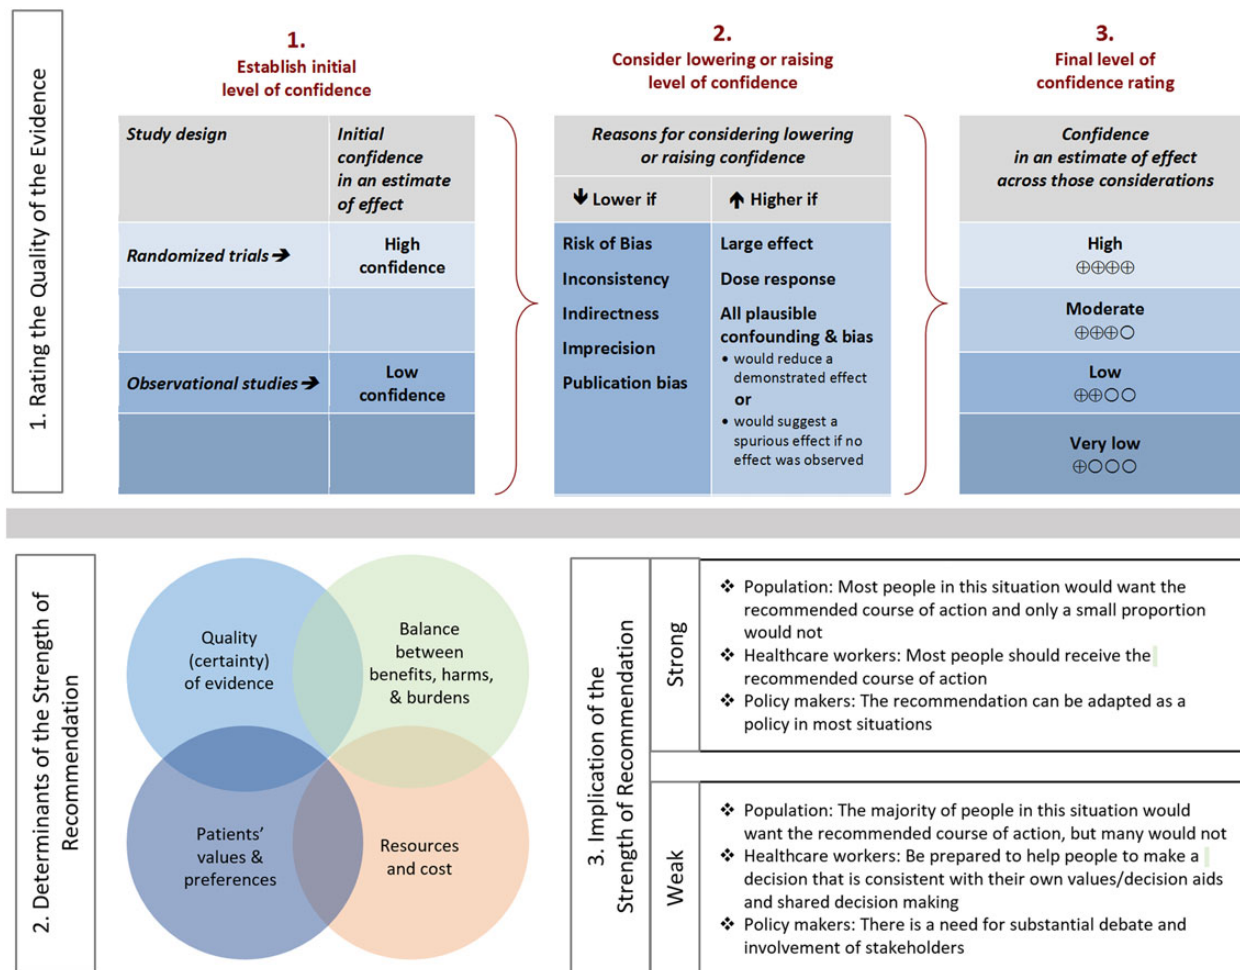 1. Rating the Quality of the Evidence
1.
Establish initial
level of confidence
2.
Consider lowering or raising
level of confidence
3.
Final level of
confidence rating
Study design
Initial
confidence
in an estimate
of effect
Randomized trials ➔
High
confidence
Observational studies ➔
Low
confidence
Reasons for considering lowering
or raising confidence
🡇 Lower if
🡅 Higher if
Risk of Bias
Inconsistency
Indirectness
Imprecision
Publication bias
Large effect
Dose response
All plausible
confounding & bias
• would reduce a
demonstrated effect
or
• would suggest a
spurious effect if no
effect was observed
Confidence
in an estimate of effect
across those considerations
High
⊕⊕⊕⊕
Moderate
⊕⊕⊕○
Low
⊕⊕○○
Very low
⊕○○○
2. Determinants of the Strength of
Recommendation
Quality
(certainty)
of evidence
Balance
between
benefits, harms,
& burdens
Patients’
values &
preferences
Resources
and cost
3. Implication of the
Strength of Recommendation
Strong
❖ Population: Most people in this situation would want the
recommended course of action and only a small proportion
would not
❖ Healthcare workers: Most people should receive the
recommended course of action
❖ Policy makers: The recommendation can be adapted as a
policy in most situations
Weak
❖ Population: The majority of people in this situation would
want the recommended course of action, but many would not
❖ Healthcare workers: Be prepared to help people to make a
decision that is consistent with their own values/decision aids
and shared decision making
❖ Policy makers: There is a need for substantial debate and
involvement of stakeholders